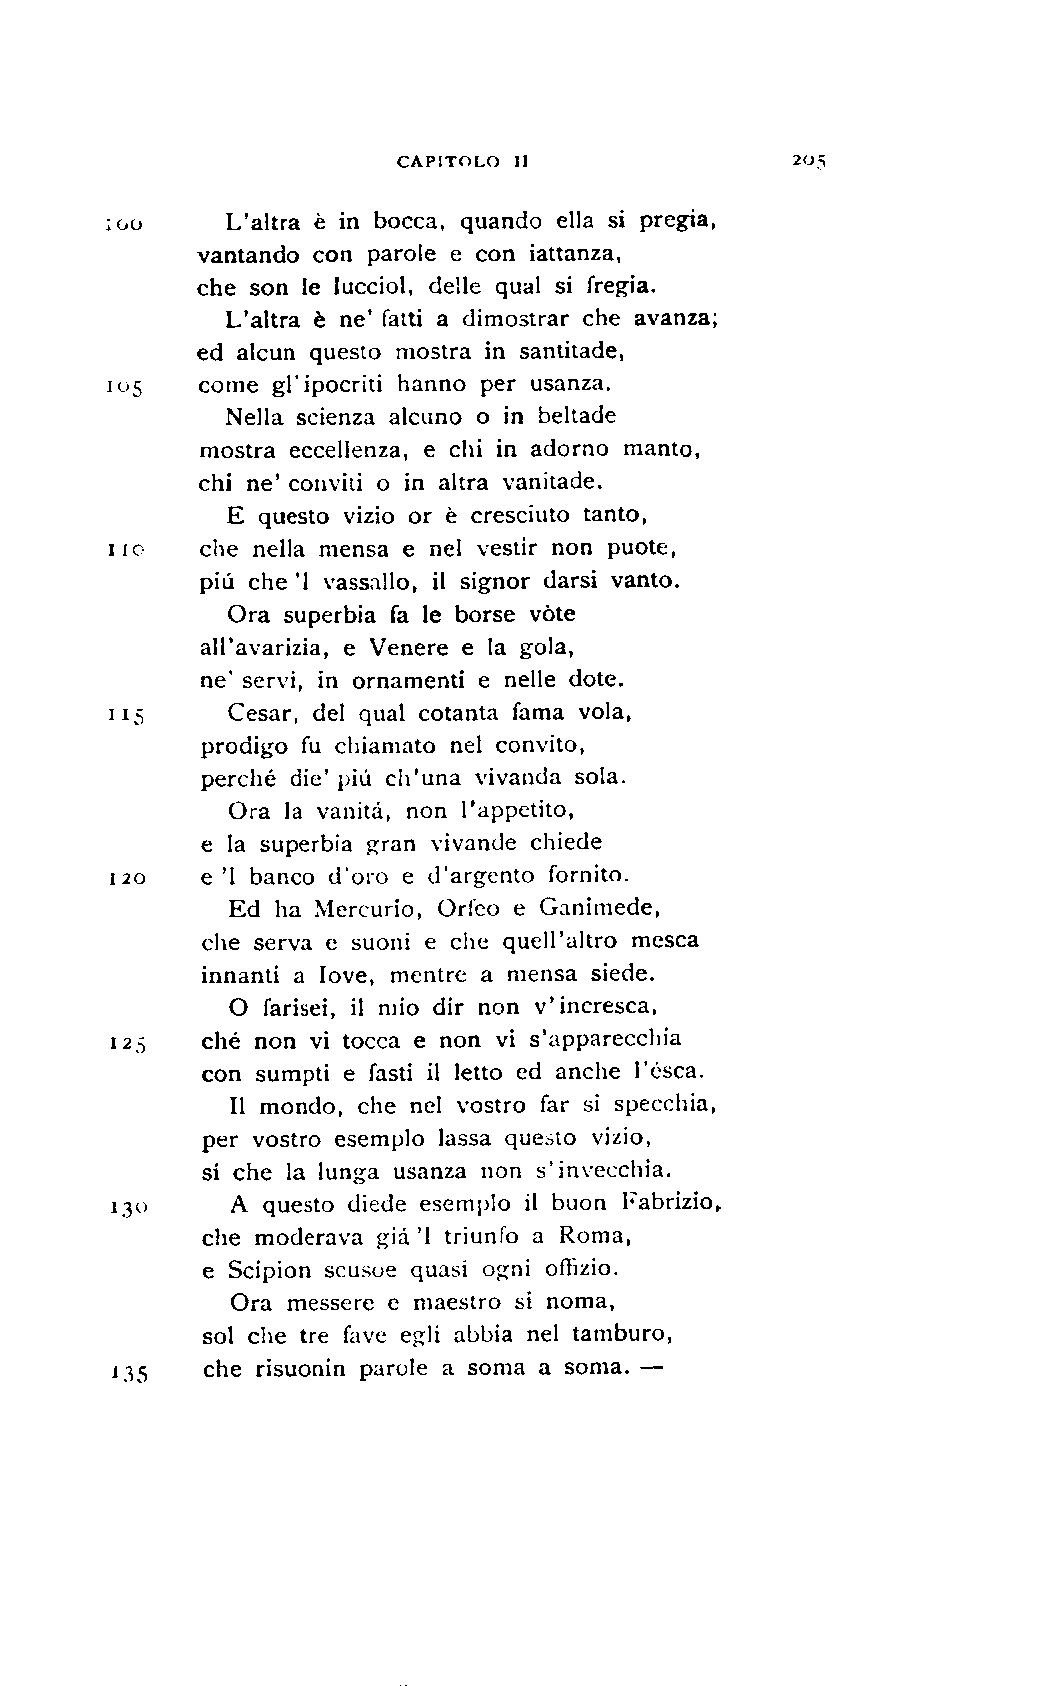 CAPITOLO II 205
100 L'altra è in bocca, quando ella si pregia,
vantando con parole e con iattanza,
che son le lucciol, delle qual si fregia.
L'altra è ne' fatti a dimostrar che avanza;
ed alcun questo mostra in santitade,
105 come gl'ipocriti hanno per usanza.
Nella scienza alcuno o in beltade
mostra eccellenza, e chi in adorno manto,
chi ne' conviti o in altra vanitade.
E questo vizio or è cresciuto tanto,
110 che nella mensa e nel vestir non puote,
piú che 'l vassallo, il signor darsi vanto.
Ora superbia fa le borse vòte
all'avarizia, e Venere e la gola,
ne' servi, in ornamenti e nelle dote.
115 Cesar, del qual cotanta fama vola,
prodigo fu chiamato nel convito,
perché die' piú ch'una vivanda sola.
Ora la vanitá, non l'appetito,
e la superbia gran vivande chiede
120 e 'l banco d'oro e d'argento fornito.
Ed ha Mercurio, Orfeo e Ganimede,
che serva e suoni e che quell'altro mesca
innanti a Iove, mentre a mensa siede.
O farisei, il mio dir non v'incresca,
125 ché non vi tocca e non vi s'apparecchia
con sumpti e fasti il letto ed anche l'ésca.
Il mondo, che nel vostro far si specchia,
per vostro esemplo lassa questo vizio,
sí che la lunga usanza non s'invecchia.
130 A questo diede esemplo il buon Fabrizio,
che moderava giá 'l triunfo a Roma,
e Scipion scusoe quasi ogni offizio.
Ora messere e maestro si noma,
sol che tre fave egli abbia nel tamburo,
135 che risuonin parole a soma a soma. —